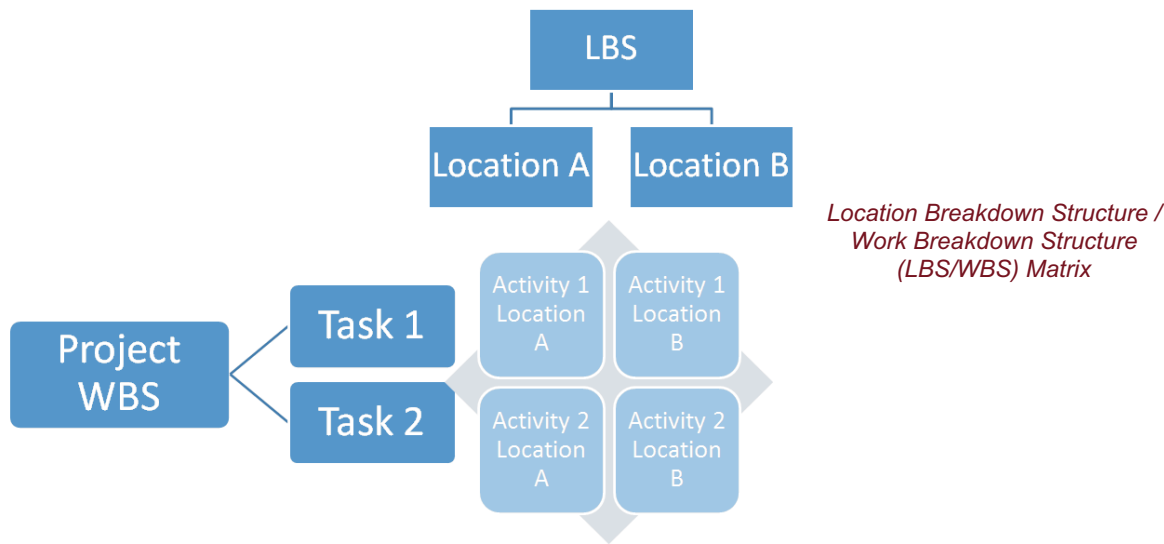 LBS
Location A
Location B
Location Breakdown Structure /
Work Breakdown Structure
(LBS/WBS) Matrix
Project
WBS
Task 1
Task 2
Activity 1
Location
A
Activity 1
Location
B
Activity 2
Location
A
Activity 2
Location
B